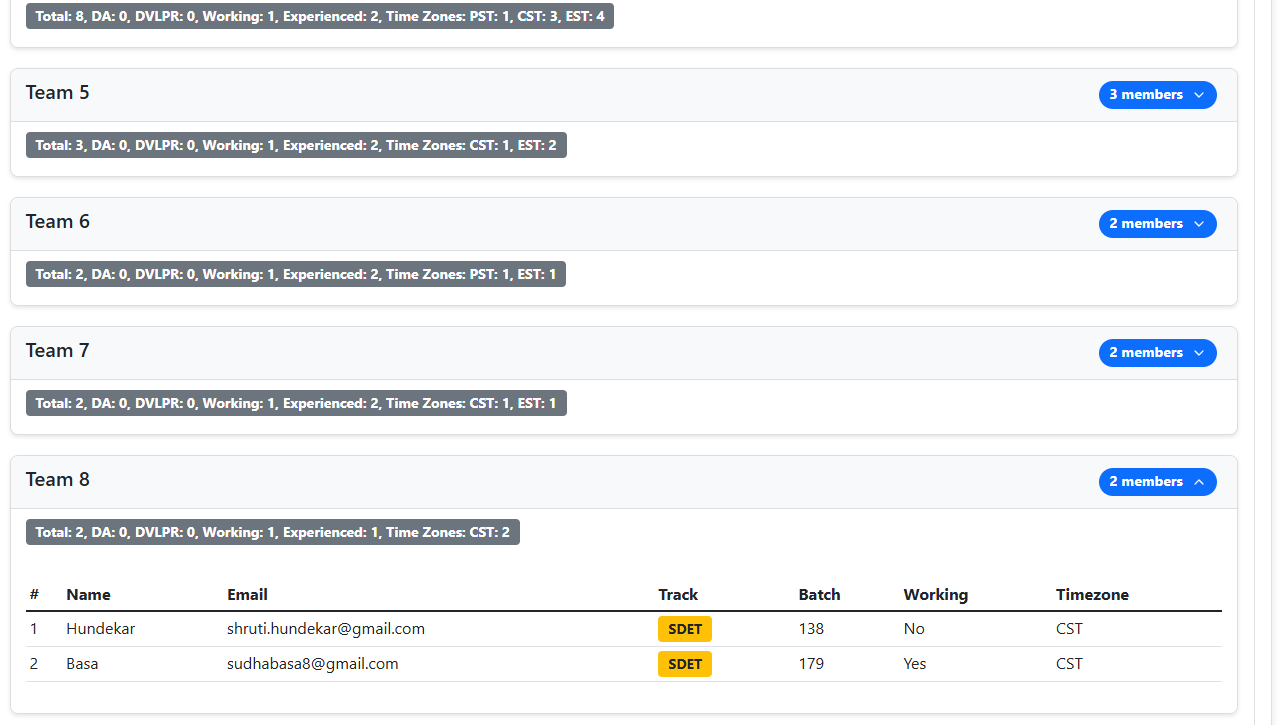 Total: 8, DA: 0, DVLPR: 0, Working: 1, Experienced: 2, Time Zones: PST: 1, CST: 3, EST: 4
Team 5
3 members
Total: 3, DA: 0, DVLPR: 0, Working: 1, Experienced: 2, Time Zones: CST: 1, EST: 2
Team 6
2 members
Total: 2, DA: 0, DVLPR: 0, Working: 1, Experienced: 2, Time Zones: PST: 1, EST: 1
Team 7
2 members
Total: 2, DA: 0, DVLPR: 0, Working: 1, Experienced: 2, Time Zones: CST: 1, EST: 1
Team 8
2 members
Total: 2, DA: 0, DVLPR: 0, Working: 1, Experienced: 1, Time Zones: CST: 2
# Name Email Track Batch Working Timezone
1 Hundekar shruti.hundekar@gmail.com SDET 138 No CST
2 Basa sudhabasa8@gmail.com SDET 179 Yes CST